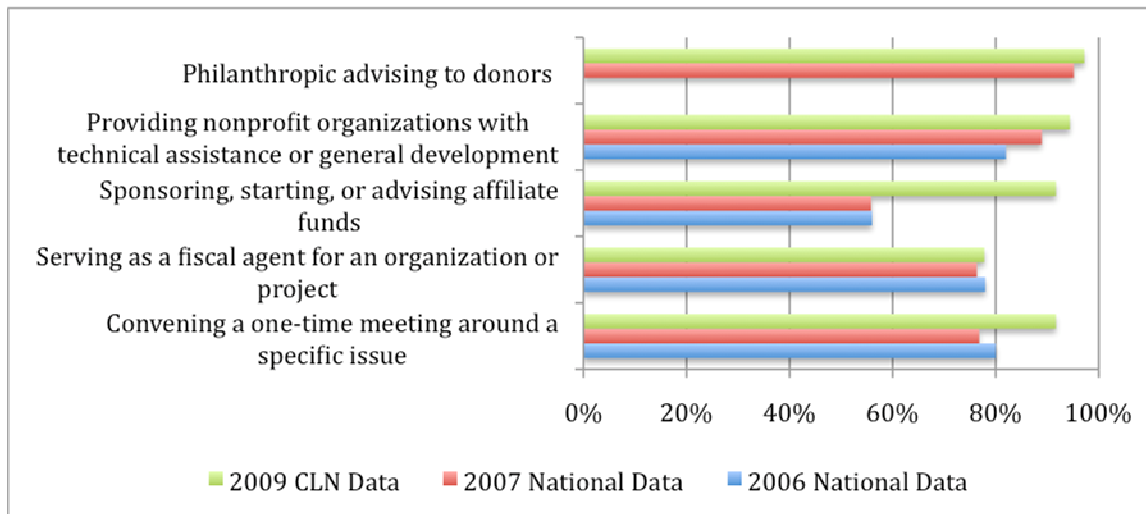 Philanthropic advising to donors
Providing nonprofit organizations with
technical assistance or general development
Sponsoring, starting, or advising affiliate
funds
Serving as a fiscal agent for an organization or
project
Convening a one-time meeting around a
specific issue
0% 20% 40% 60% 80% 100%
2009 CLN Data 2007 National Data 2006 National Data